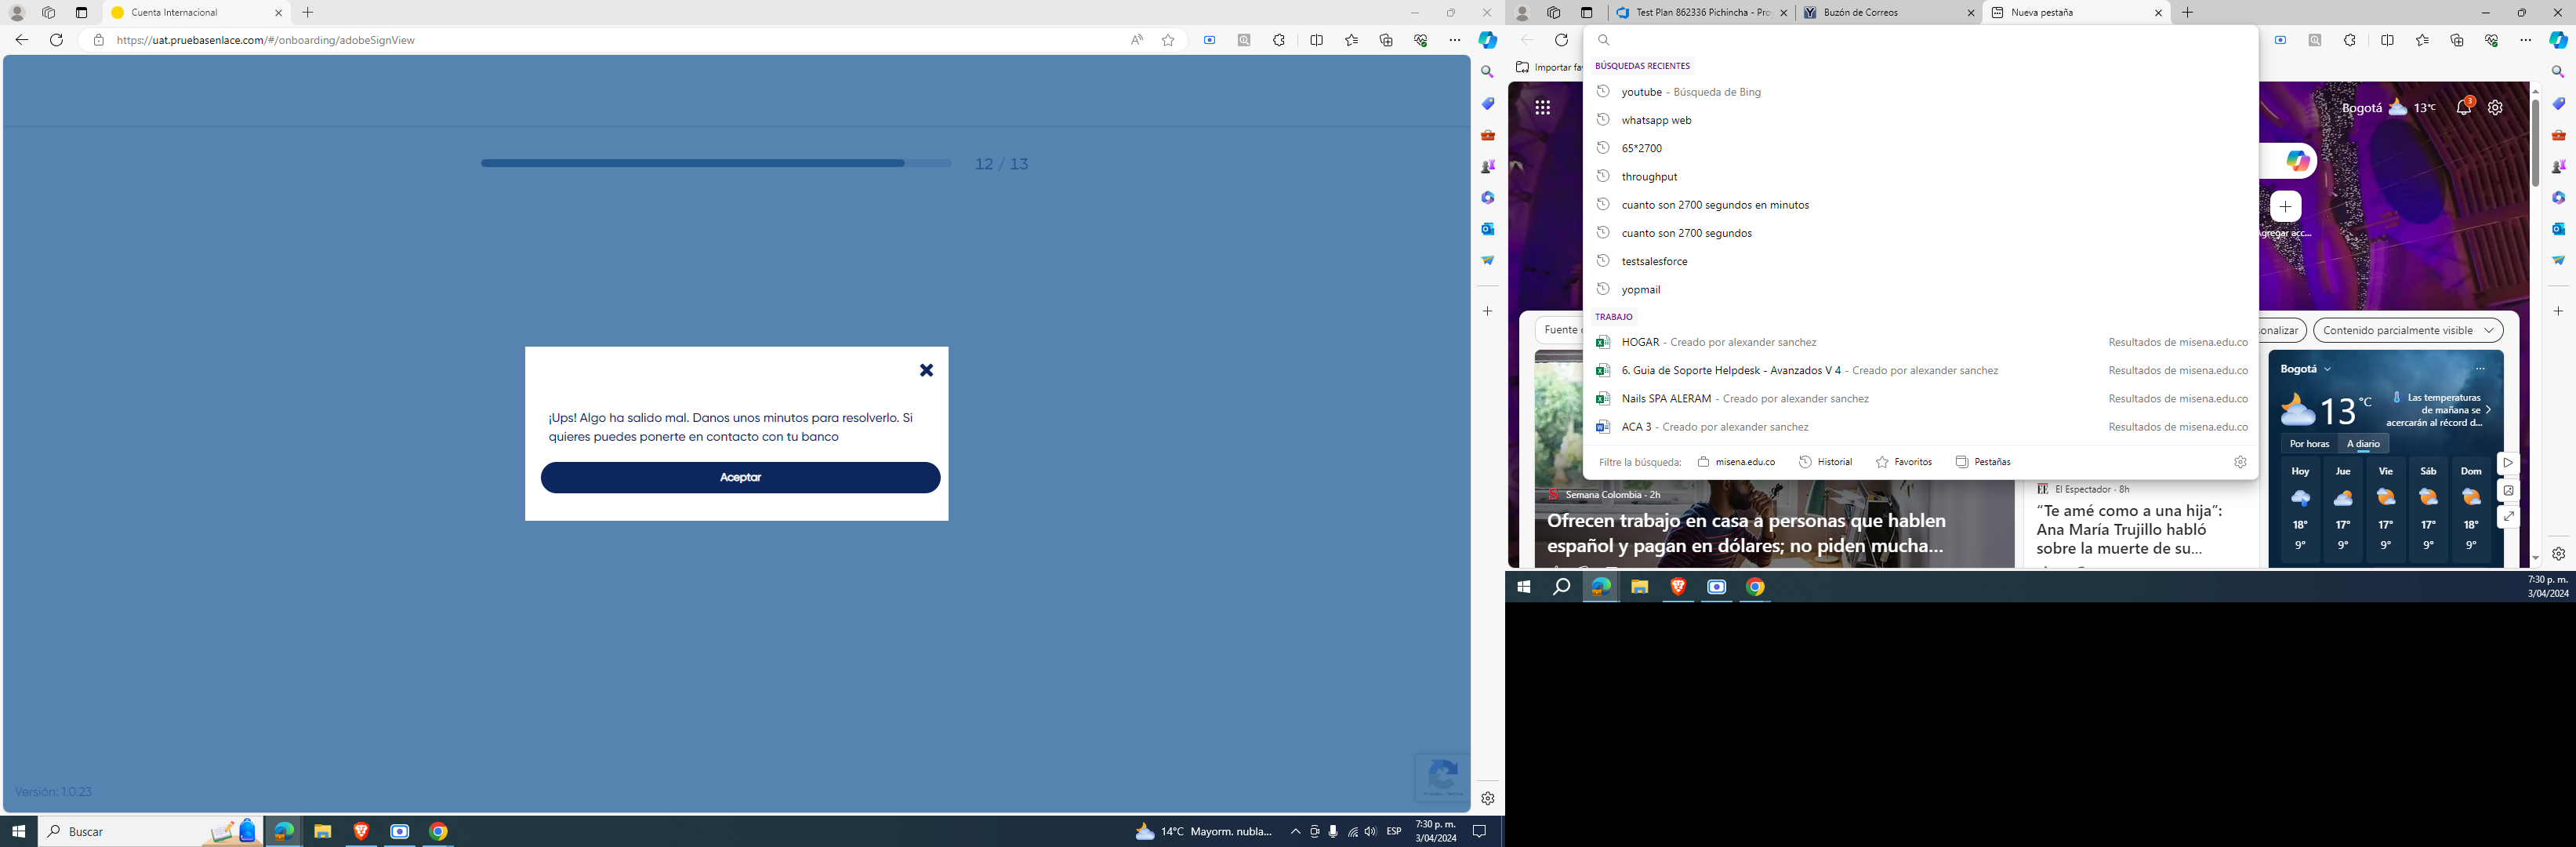 Cuenta Internacional
https://uat.pruebasenlace.com/#/onboarding/adobeSignView
12 / 13
¡Ups! Algo ha salido mal. Danos unos minutos para resolverlo. Si
quieres puedes ponerte en contacto con tu banco
Aceptar
Versión: 1.0.23
Buscar
14°C Mayorm. nubla...
ESP
7:30 p. m.
3/04/2024
Test Plan 862336 Pichincha - Pro
Buzón de Correos
Nueva pestaña
Importar fav
BÚSQUEDAS RECIENTES
youtube - Búsqueda de Bing
whatsapp web
65*2700
throughput
cuanto son 2700 segundos en minutos
cuanto son 2700 segundos
testsalesforce
yopmail
TRABAJO
HOGAR - Creado por alexander sanchez Resultados de misena.edu.co
6. Guia de Soporte Helpdesk - Avanzados V 4 - Creado por alexander sanchez Resultados de misena.edu.co
Nails SPA ALERAM - Creado por alexander sanchez Resultados de misena.edu.co
ACA 3 - Creado por alexander sanchez Resultados de misena.edu.co
Filtre la búsqueda: misena.edu.co Historial Favoritos Pestañas
Bogotá 13°C 3
Agregar acc...
Fuente
sonalizar
Contenido parcialmente visible
Bogotá
13 °C
Las temperaturas
de mañana se
acercarán al récord d...
Por horas A diario
Hoy Jue Vie Sáb Dom
18° 17° 17° 17° 18°
9° 9° 9° 9° 9°
Semana Colombia · 2h
Ofrecen trabajo en casa a personas que hablen
español y pagan en dólares; no piden mucha...
El Espectador · 8h
“Te amé como a una hija”:
Ana María Trujillo habló
sobre la muerte de su...
7:30 p. m.
3/04/2024